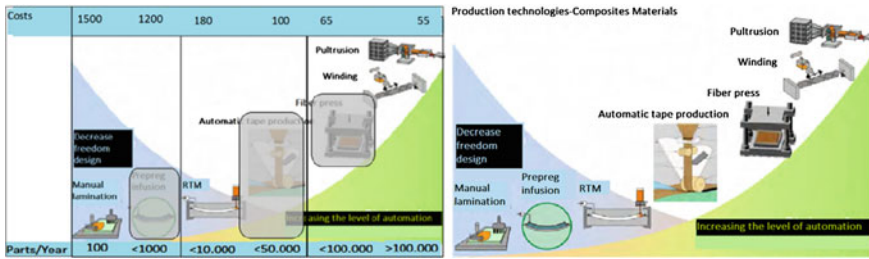 Costs 1500 1200 180 100 65 55
Pultrusion
Winding
Fiber press
Automatic tape production
Decrease
freedom
design
Manual
lamination
Prepreg
infusion
RTM
Increasing the level of automation
Parts/Year 100 <1000 <10.000 <50.000 <100.000 >100.000
Production technologies-Composites Materials
Pultrusion
Winding
Fiber press
Automatic tape production
Decrease
freedom
design
Manual
lamination
Prepreg
infusion
RTM
Increasing the level of automation